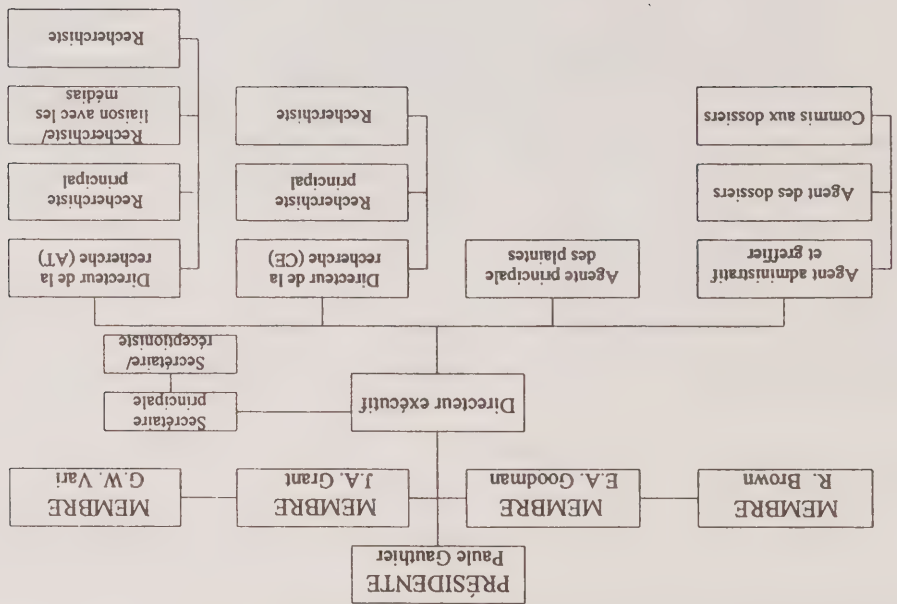 PRÉSIDENTE
Paule Gauthier
MEMBRE
R. Brown
MEMBRE
E.A. Goodman
MEMBRE
J.A. Grant
MEMBRE
G.W. Vari
Directeur exécutif
Secrétaire
principale
Secrétaire/
réceptioniste
Agent administratif
et greffier
Agent des dossiers
Commis aux dossiers
Agente principale
des plaintes
Directeur de la
recherche (CE)
Recherchiste
principal
Recherchiste
Directeur de la
recherche (AT)
Recherchiste
principal
Recherchiste/
liaison avec les
médias
Recherchiste